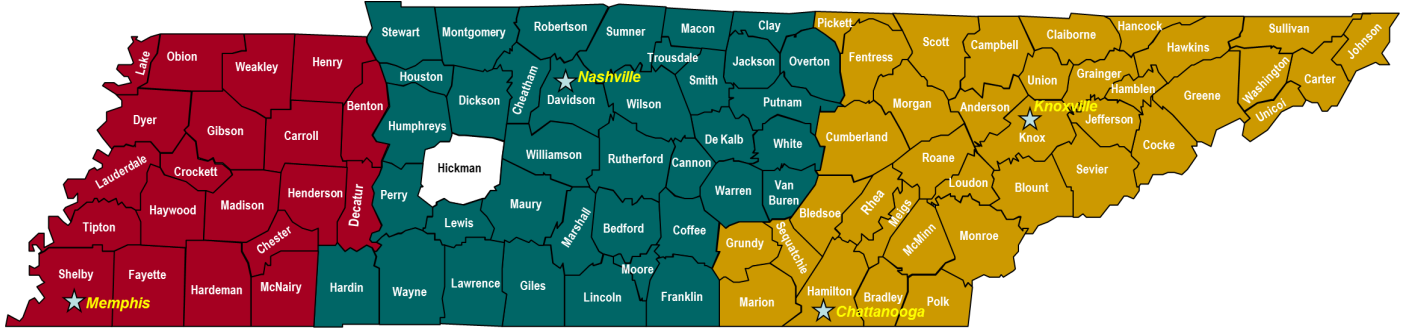 Lake
Obion
Weakley
Henry
Benton
Dyer
Gibson
Carroll
Lauderdale
Crockett
Haywood
Madison
Henderson
Decatur
Tipton
Chester
Shelby
Fayette
Hardeman
McNairy
Memphis
Stewart
Montgomery
Robertson
Sumner
Macon
Clay
Trousdale
Houston
Dickson
Cheatham
Nashville
Davidson
Wilson
Smith
Jackson
Overton
Putnam
Humphreys
Hickman
Williamson
Rutherford
De Kalb
Cannon
White
Warren
Van
Buren
Perry
Lewis
Maury
Marshall
Bedford
Coffee
Moore
Hardin
Wayne
Lawrence
Giles
Lincoln
Franklin
Pickett
Fentress
Scott
Campbell
Claiborne
Hancock
Hawkins
Sullivan
Johnson
Carter
Washington
Unicoi
Greene
Hamblen
Grainger
Union
Morgan
Anderson
Knoxville
Knox
Jefferson
Cocke
Cumberland
Roane
Loudon
Blount
Sevier
Bledsoe
Rhea
Meigs
McMinn
Monroe
Grundy
Sequatchie
Marion
Hamilton
Bradley
Polk
Chattanooga